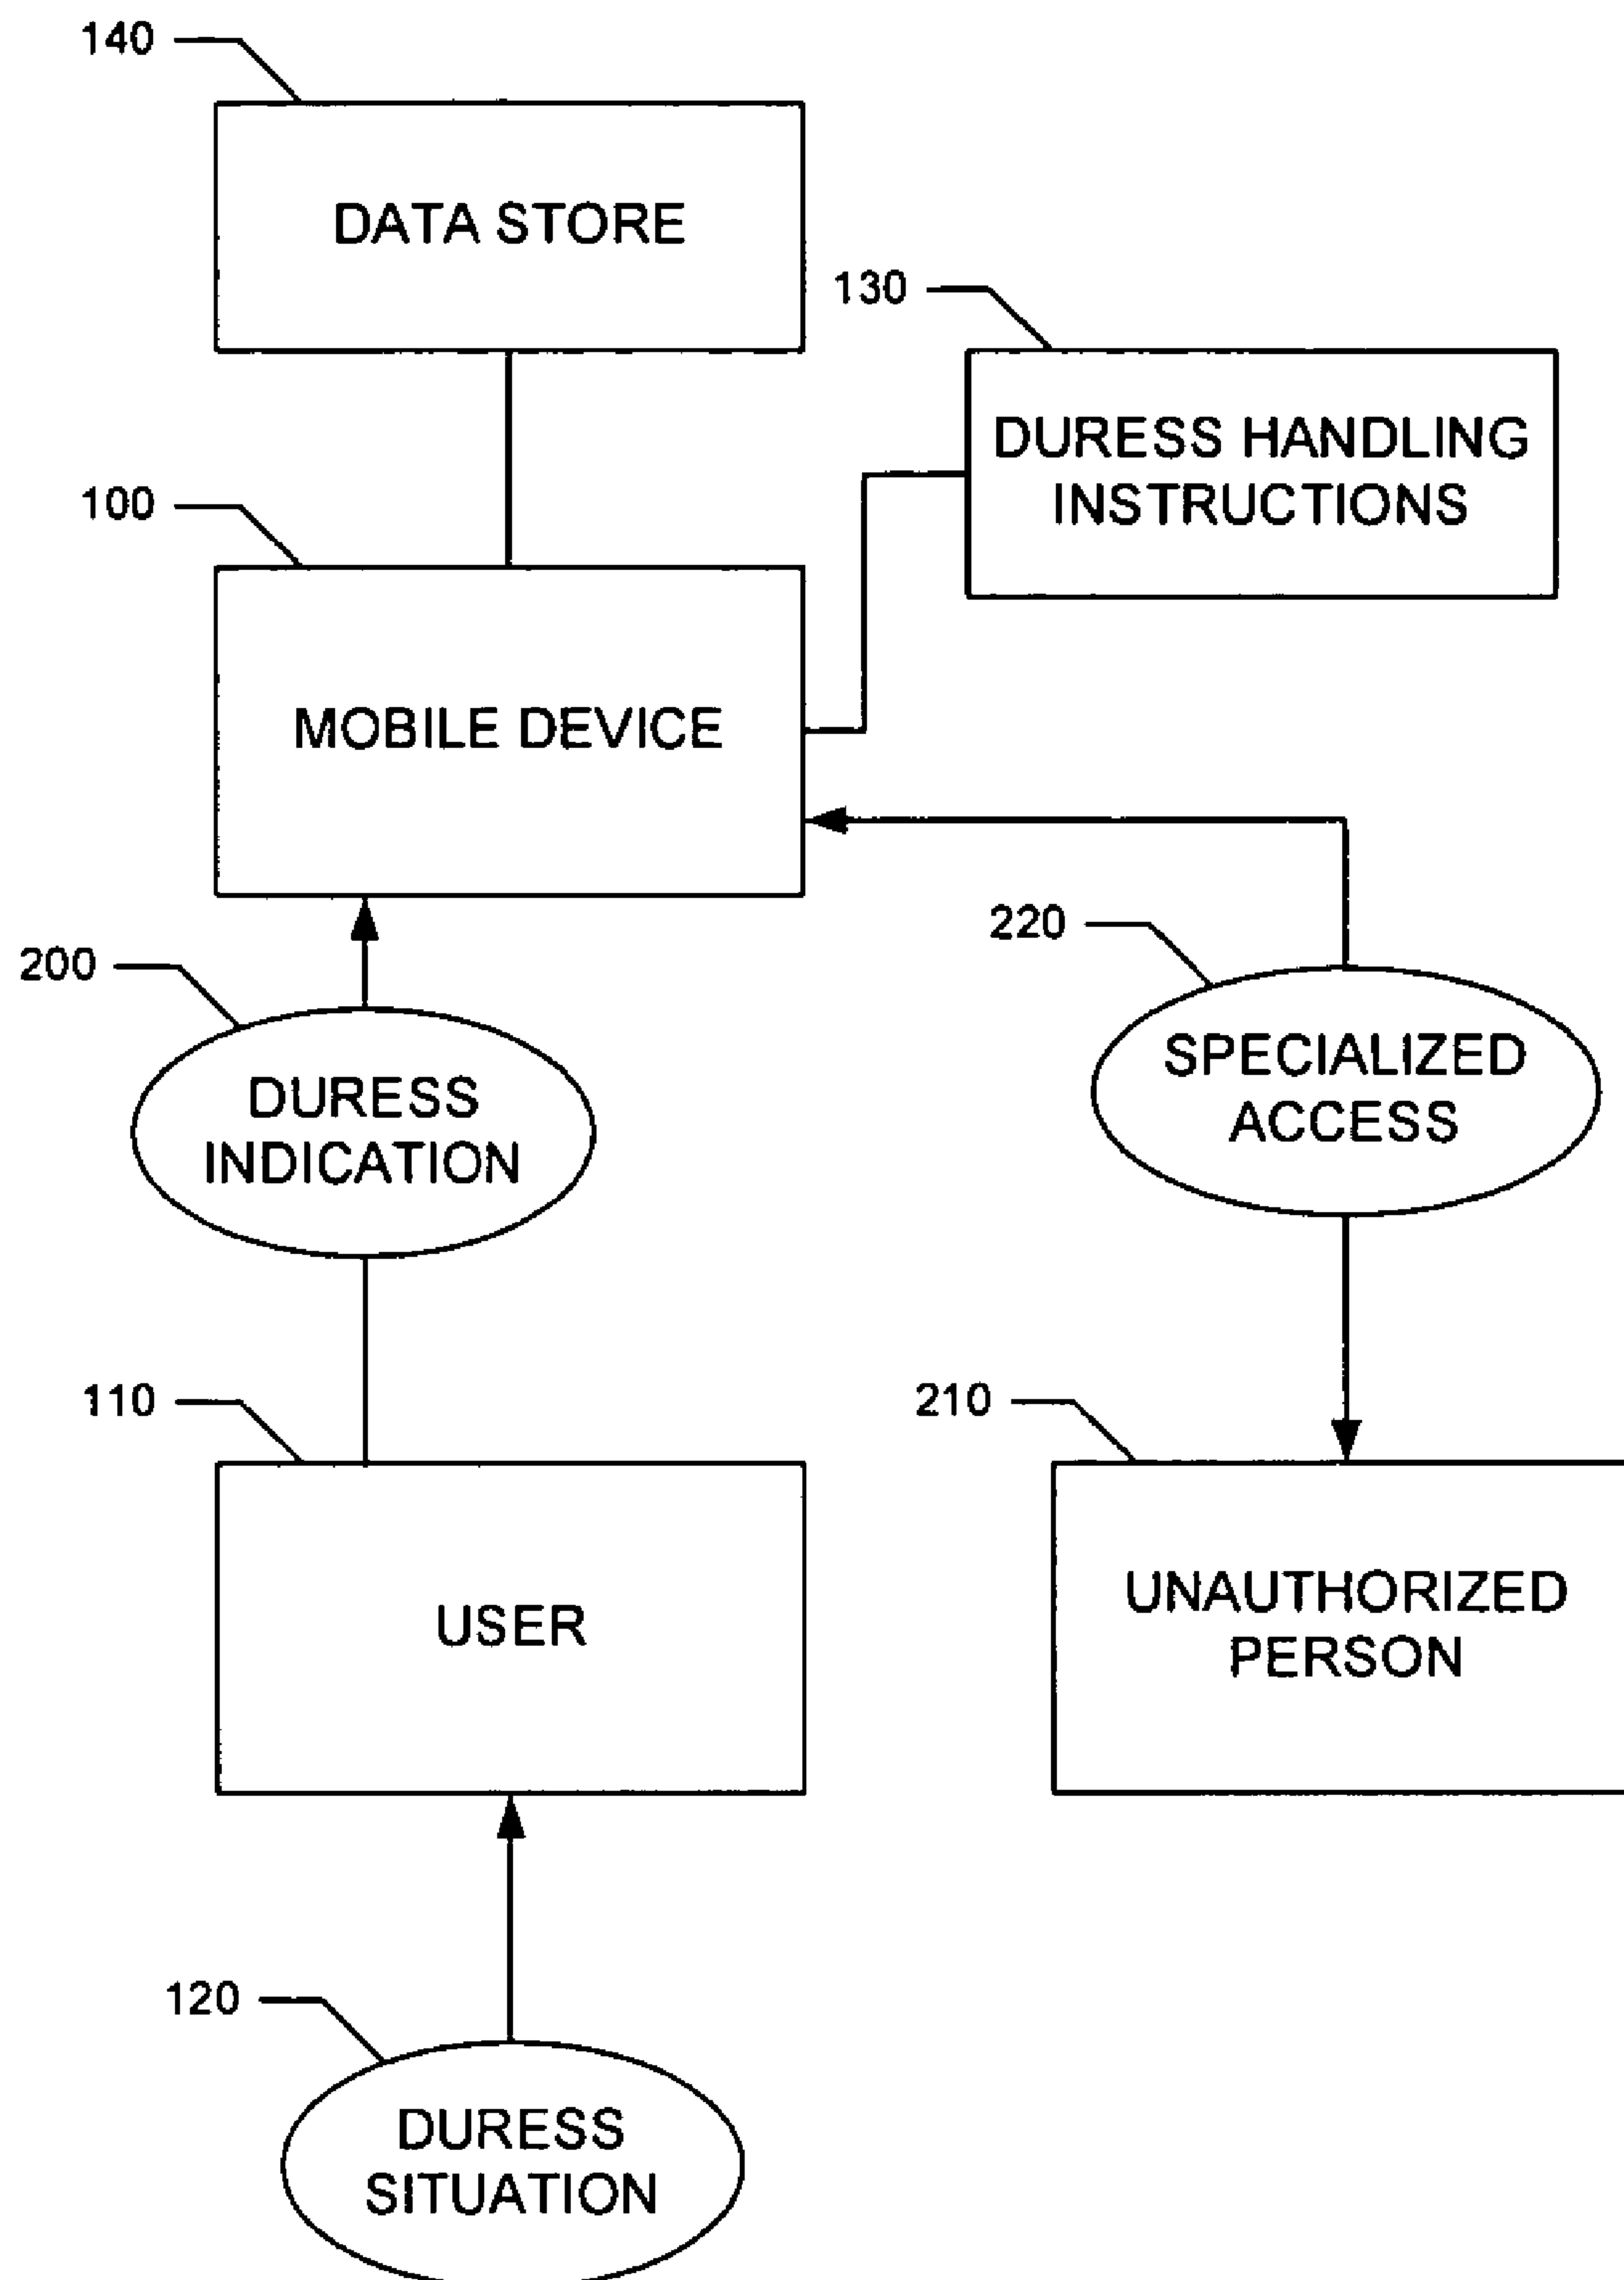 140
DATA STORE
130
DURESS HANDLING
INSTRUCTIONS
100
MOBILE DEVICE
220
200
SPECIALIZED
ACCESS
DURESS
INDICATION
110
210
USER
UNAUTHORIZED
PERSON
120
DURESS
SITUATION